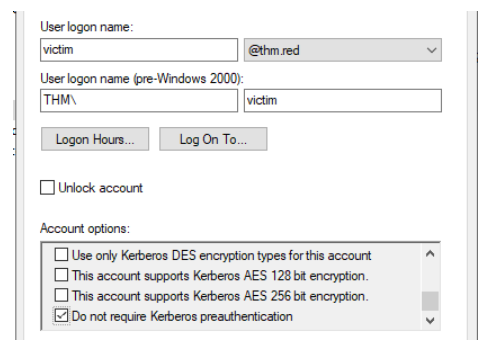 User logon name:
victim @thm.red
User logon name (pre-Windows 2000):
THM\ victim
Logon Hours... Log On To...
Unlock account
Account options:
Use only Kerberos DES encryption types for this account
This account supports Kerberos AES 128 bit encryption.
This account supports Kerberos AES 256 bit encryption.
Do not require Kerberos preauthentication